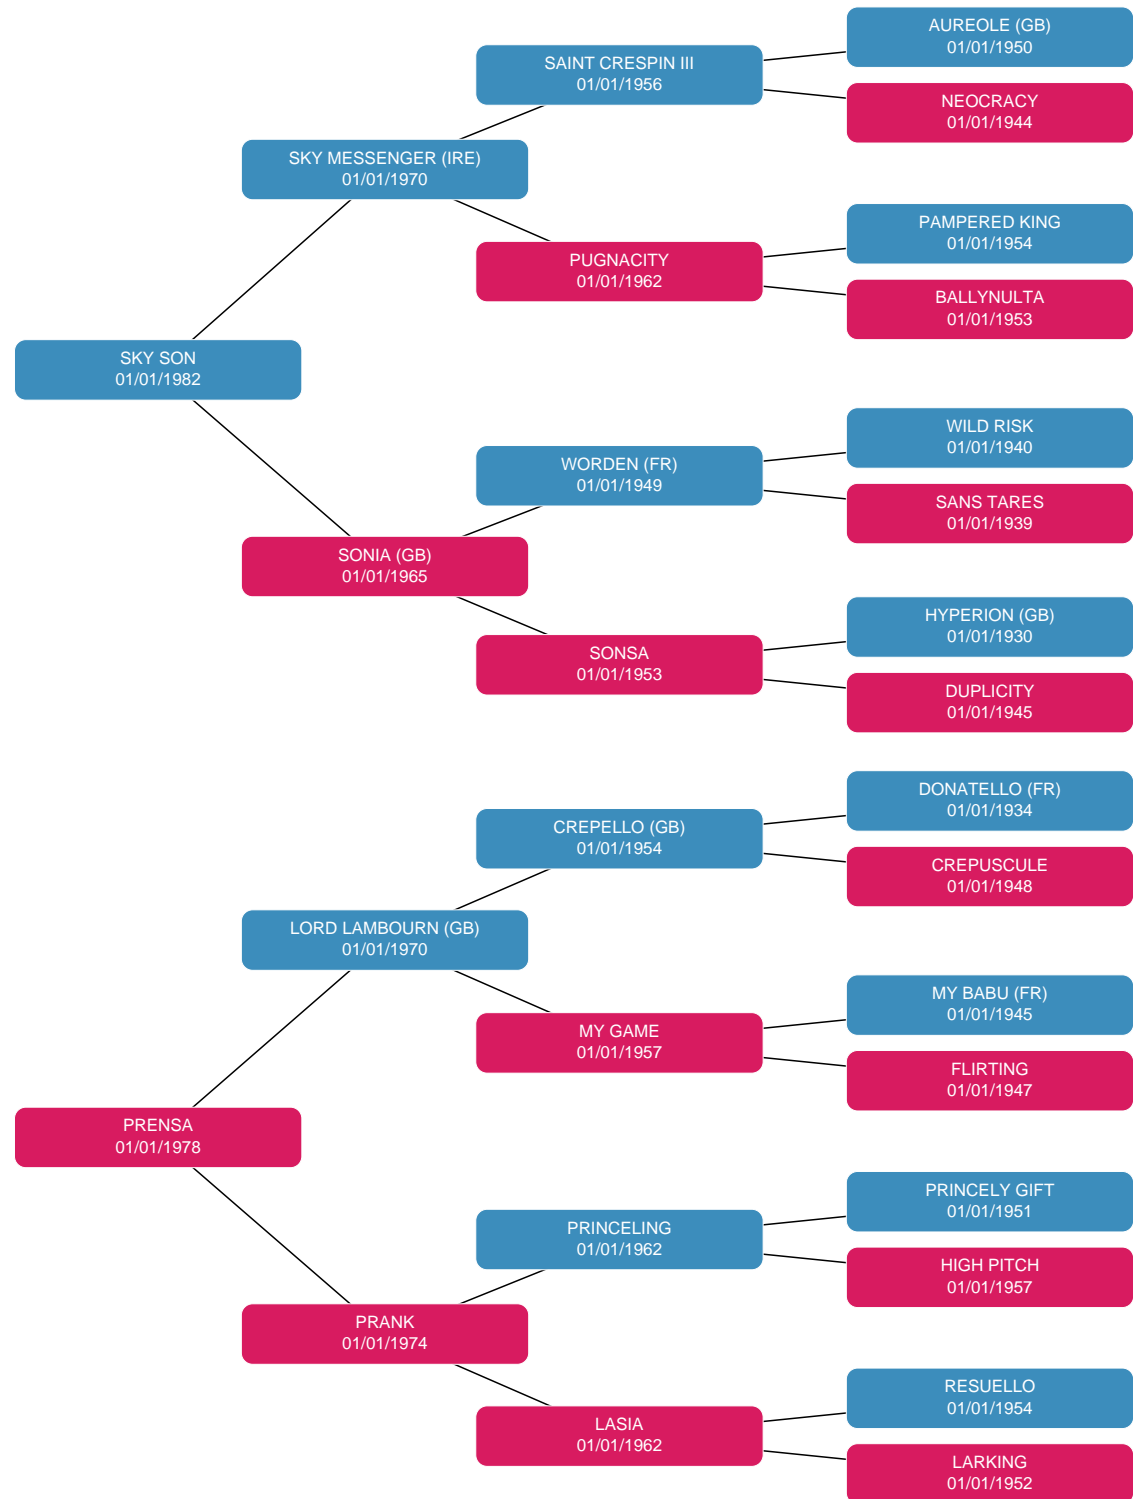 AUREOLE (GB)
01/01/1950
SAINT CRESPIN III
01/01/1956
NEOCRACY
01/01/1944
SKY MESSENGER (IRE)
01/01/1970
PAMPERED KING
01/01/1954
PUGNACITY
01/01/1962
BALLYNULTA
01/01/1953
SKY SON
01/01/1982
WILD RISK
01/01/1940
WORDEN (FR)
01/01/1949
SANS TARES
01/01/1939
SONIA (GB)
01/01/1965
HYPERION (GB)
01/01/1930
SONSA
01/01/1953
DUPLICITY
01/01/1945
DONATELLO (FR)
01/01/1934
CREPELLO (GB)
01/01/1954
CREPUSCULE
01/01/1948
LORD LAMBOURN (GB)
01/01/1970
MY BABU (FR)
01/01/1945
MY GAME
01/01/1957
FLIRTING
01/01/1947
PRENSA
01/01/1978
PRINCELY GIFT
01/01/1951
PRINCELING
01/01/1962
HIGH PITCH
01/01/1957
PRANK
01/01/1974
RESUELLO
01/01/1954
LASIA
01/01/1962
LARKING
01/01/1952